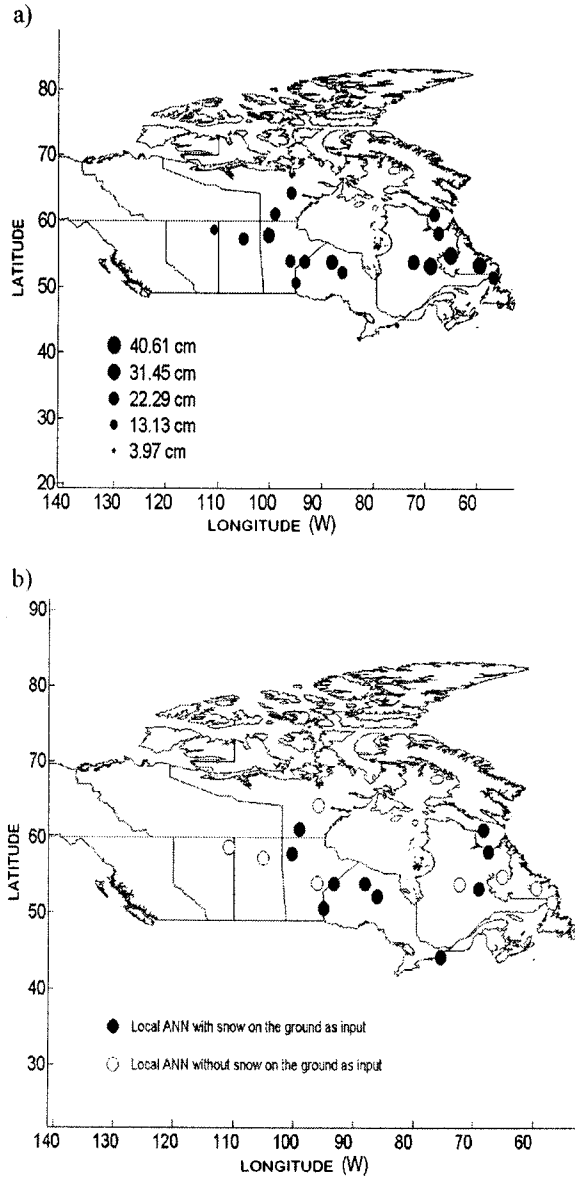 a)
80
70
60
50
40
30
20
LATITUDE
40.61 cm
31.45 cm
22.29 cm
13.13 cm
3.97 cm
140 130 120 110 100 90 80 70 60
LONGITUDE (W)
b)
90
80
70
60
50
40
30
LATITUDE
Local ANN with snow on the ground as input
Local ANN without snow on the ground as input
140 130 120 110 100 90 80 70 60
LONGITUDE (W)